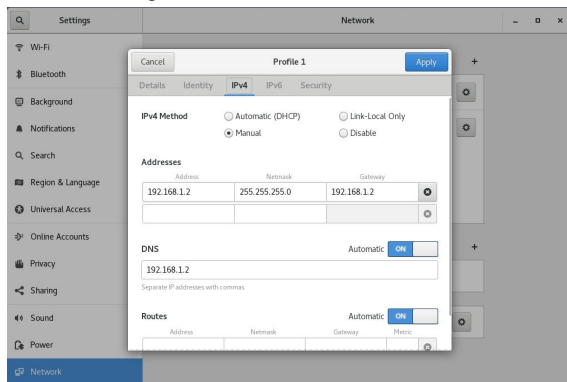 Settings
Network
Wi-Fi
Bluetooth
Background
Notifications
Search
Region & Language
Universal Access
Online Accounts
Privacy
Sharing
Sound
Power
Network
Cancel
Profile 1
Apply
Details
Identity
IPv4
IPv6
Security
IPv4 Method
Automatic (DHCP)
Link-Local Only
Manual
Disable
Addresses
Address
Netmask
Gateway
192.168.1.2
255.255.255.0
192.168.1.2
DNS
Automatic
ON
192.168.1.2
Separate IP addresses with commas
Routes
Automatic
ON
Address
Netmask
Gateway
Metric